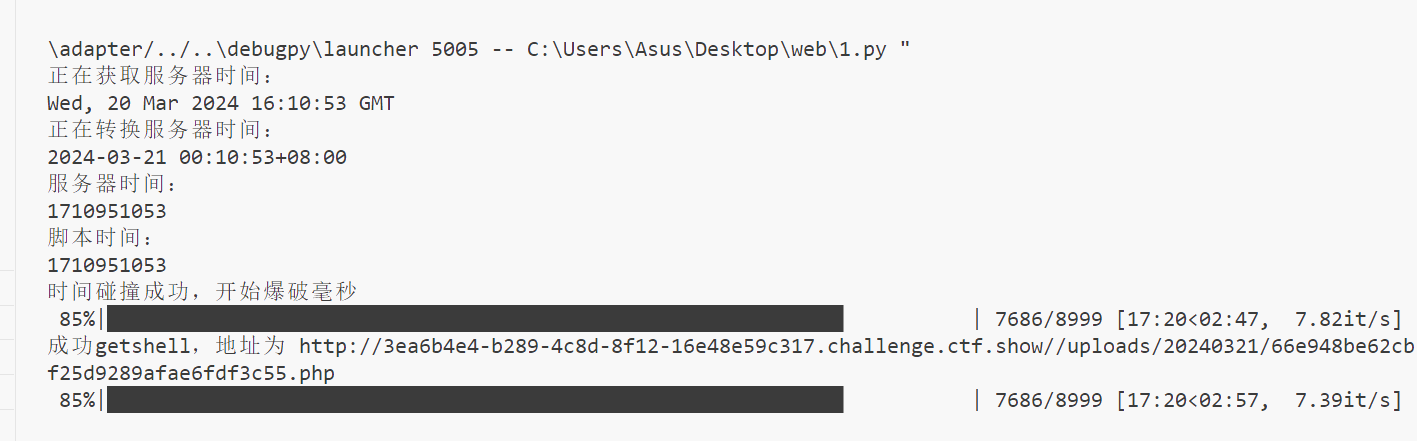 \adapter/../..\debugpy\launcher 5005 -- C:\Users\Asus\Desktop\web\1.py "
正在获取服务器时间：
Wed, 20 Mar 2024 16:10:53 GMT
正在转换服务器时间：
2024-03-21 00:10:53+08:00
服务器时间：
1710951053
脚本时间：
1710951053
时间碰撞成功，开始爆破毫秒
85%| | 7686/8999 [17:20<02:47, 7.82it/s]
成功getshell，地址为 http://3ea6b4e4-b289-4c8d-8f12-16e48e59c317.challenge.ctf.show//uploads/20240321/66e948be62cb
f25d9289afae6fdf3c55.php
85%| | 7686/8999 [17:20<02:57, 7.39it/s]